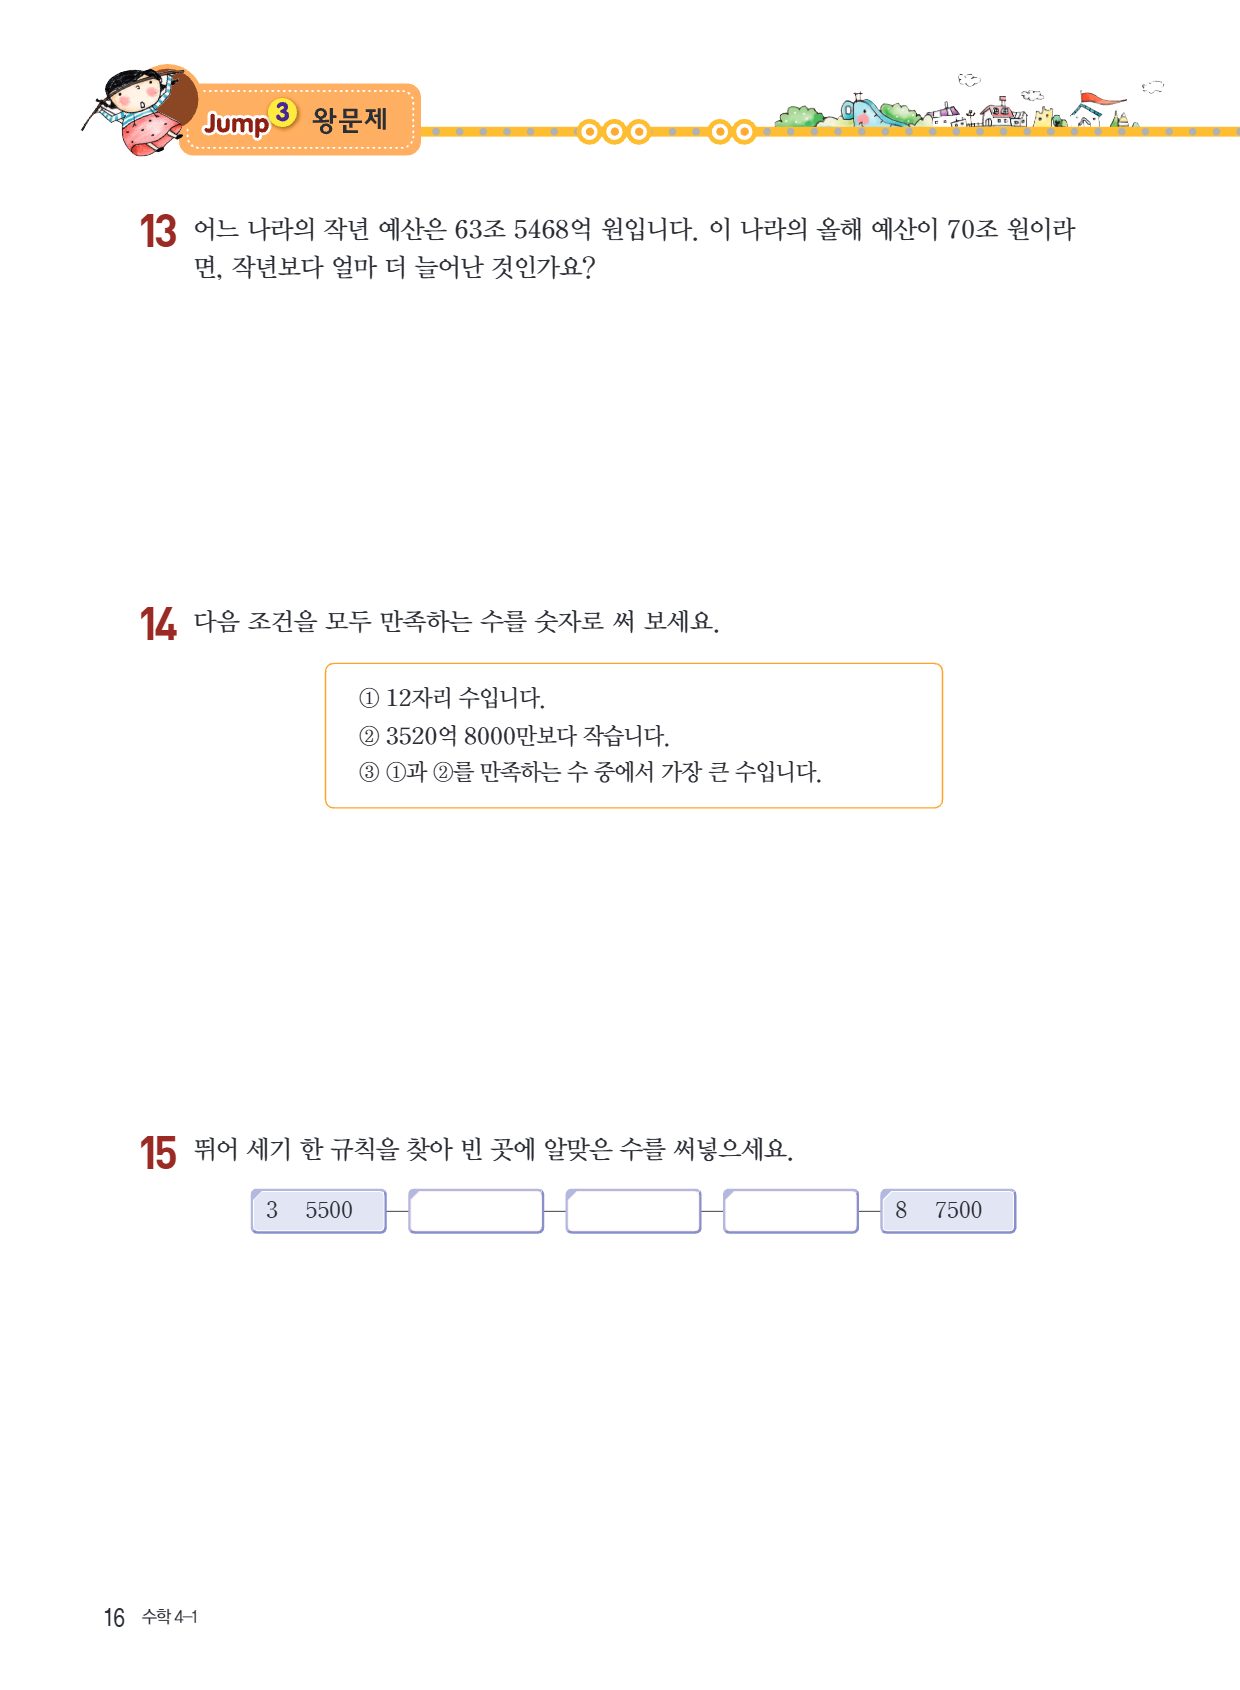 Jump 3 왕문제
13 어느 나라의 작년 예산은 63조 5468억 원입니다. 이 나라의 올해 예산이 70조 원이라
면, 작년보다 얼마 더 늘어난 것인가요?
14 다음 조건을 모두 만족하는 수를 숫자로 써 보세요.
① 12자리 수입니다.
② 3520억 8000만보다 작습니다.
③ ①과 ②를 만족하는 수 중에서 가장 큰 수입니다.
15 뛰어 세기 한 규칙을 찾아 빈 곳에 알맞은 수를 써넣으세요.
3 5500 8 7500
16 수학 4-1